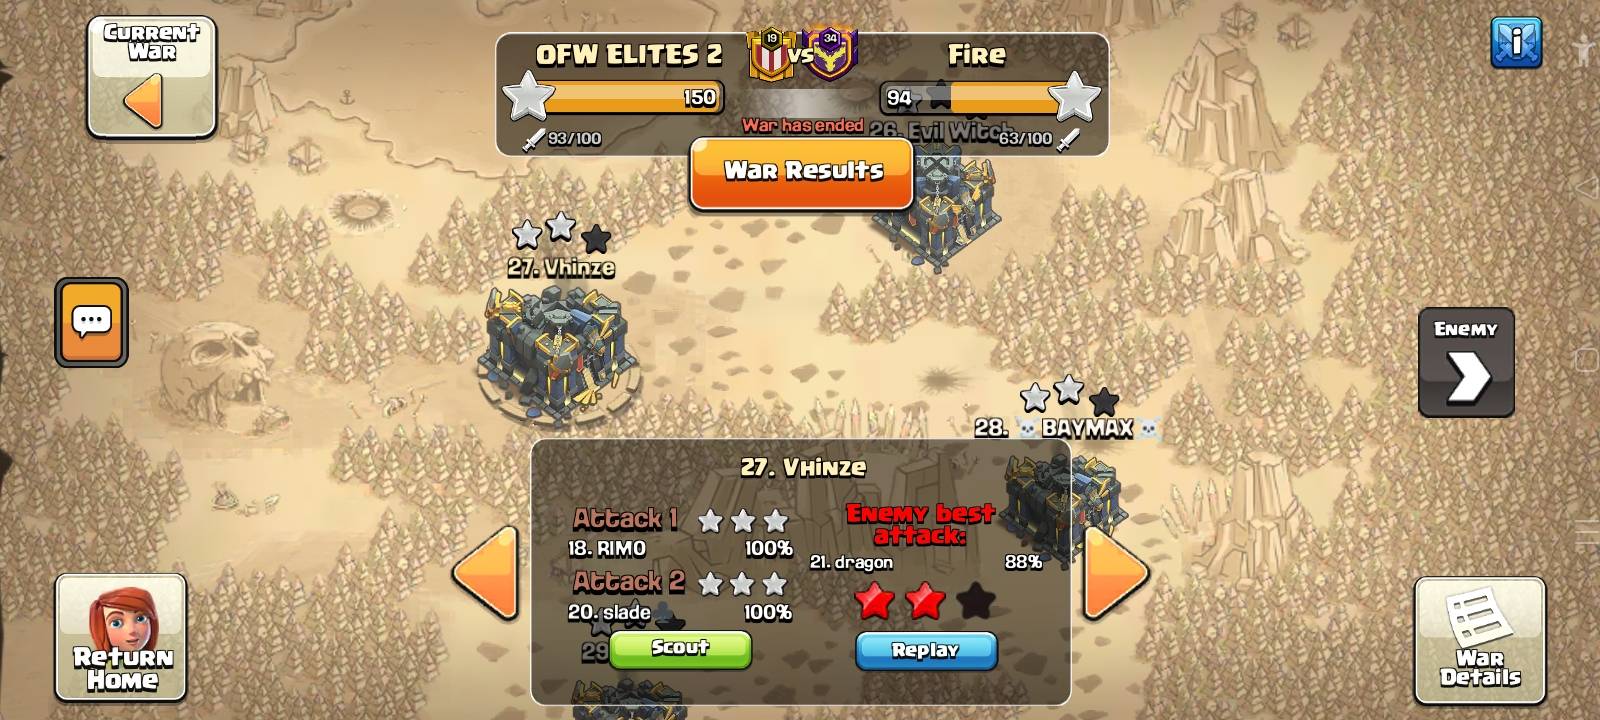 Current
War
OFW ELITES 2
19
VS
34
Fire
150
94
93/100
War has ended
26. Evil Witch
63/100
War Results
27. Vhinze
Enemy
28. ☠️BAYMAX☠️
27. Vhinze
Attack 1
18. RIMO
100%
Attack 2
20. slade
100%
Enemy best
attack:
21. dragon
88%
29
Scout
Replay
Return
Home
War
Details